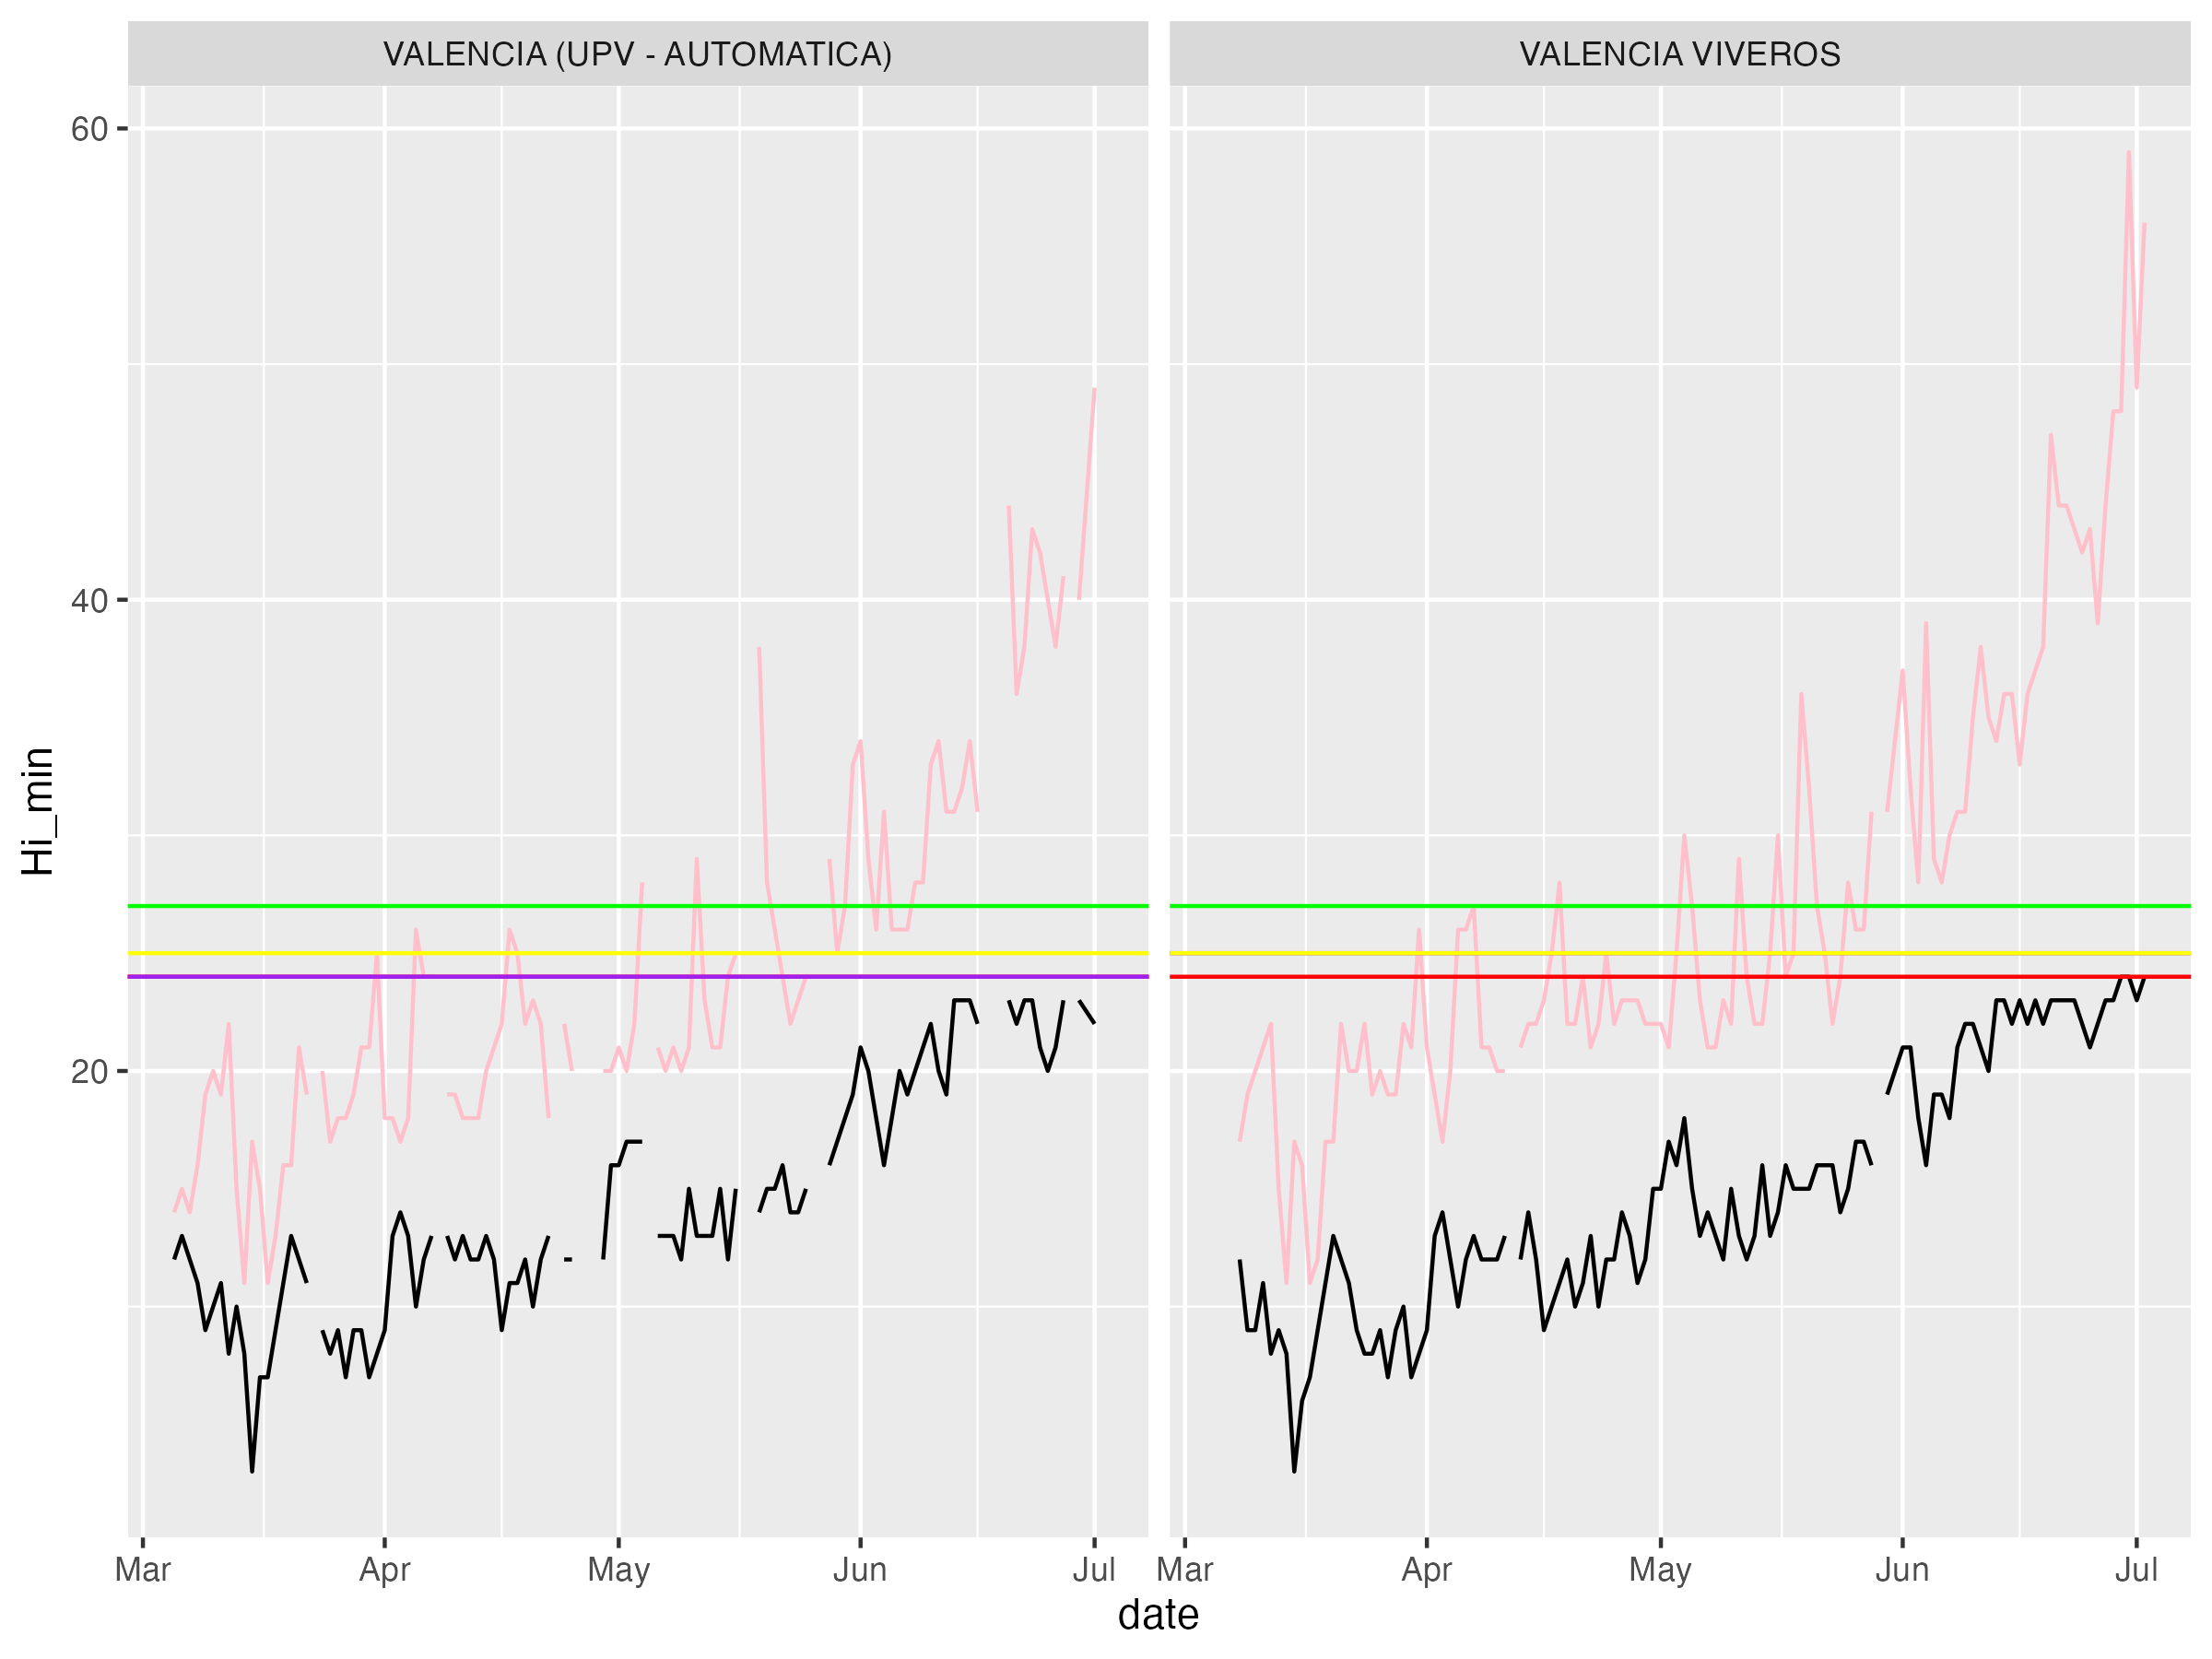 VALENCIA (UPV - AUTOMATICA)
VALENCIA VIVEROS
Hi_min
60
40
20
Mar Apr May Jun Jul
Mar Apr May Jun Jul
date